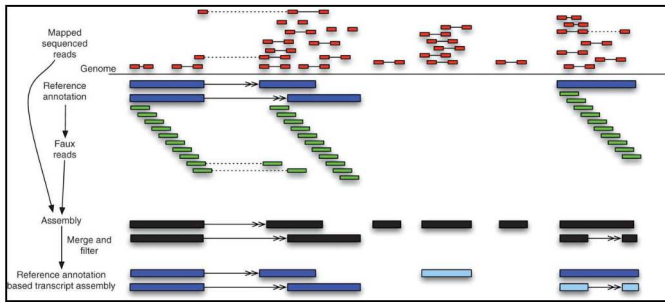 Mapped
sequenced
reads
Genome
Reference
annotation
Faux
reads
Assembly
Merge and
filter
Reference annotation
based transcript assembly